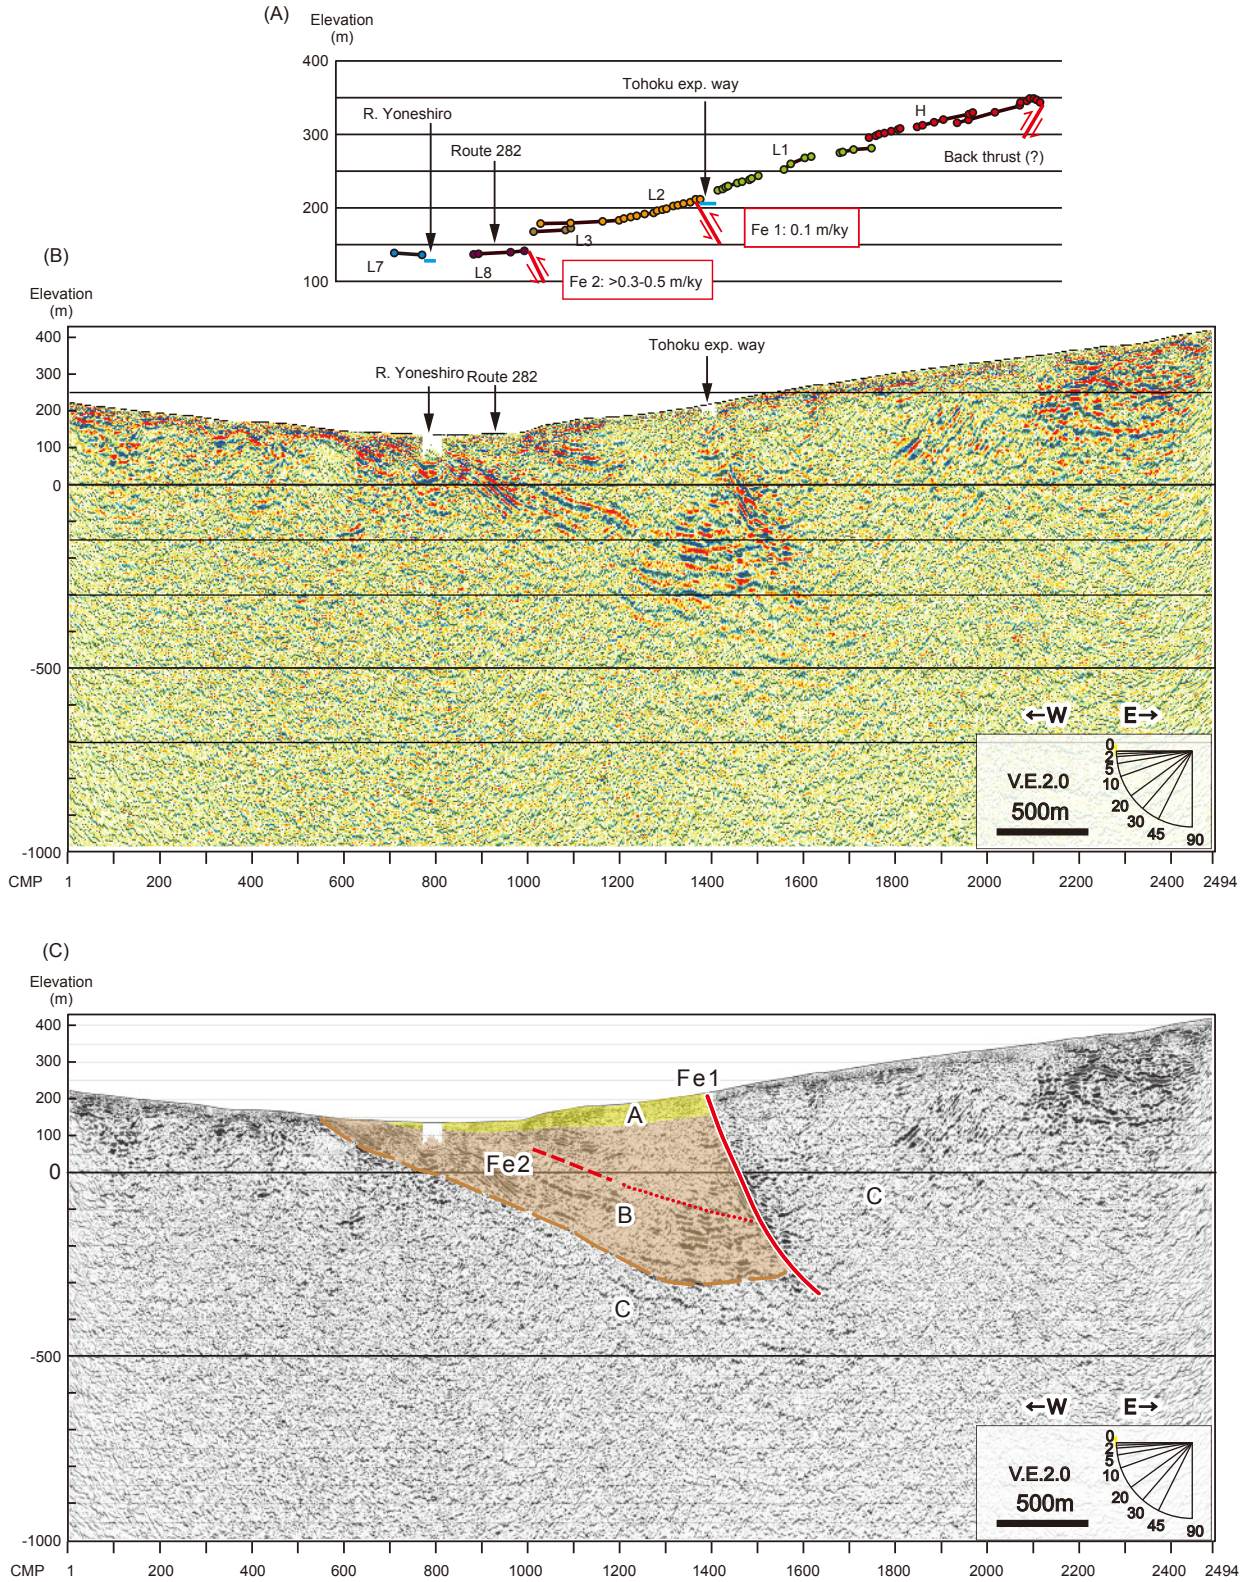 (A)
Elevation
(m)
400
300
200
100
Tohoku exp. way
R. Yoneshiro
Route 282
H
L1
L2
L3
L7
L8
Back thrust (?)
Fe 1: 0.1 m/ky
Fe 2: >0.3-0.5 m/ky
(B)
Elevation
(m)
400
300
200
100
0
-500
-1000
R. Yoneshiro
Route 282
Tohoku exp. way
←W E→
V.E.2.0
500m
0
2
5
10
20
30
45
90
CMP 1 200 400 600 800 1000 1200 1400 1600 1800 2000 2200 2400 2494
(C)
Elevation
(m)
400
300
200
100
0
-500
-1000
Fe1
A
Fe2
B
C
C
←W E→
V.E.2.0
500m
0
2
5
10
20
30
45
90
CMP 1 200 400 600 800 1000 1200 1400 1600 1800 2000 2200 2400 2494